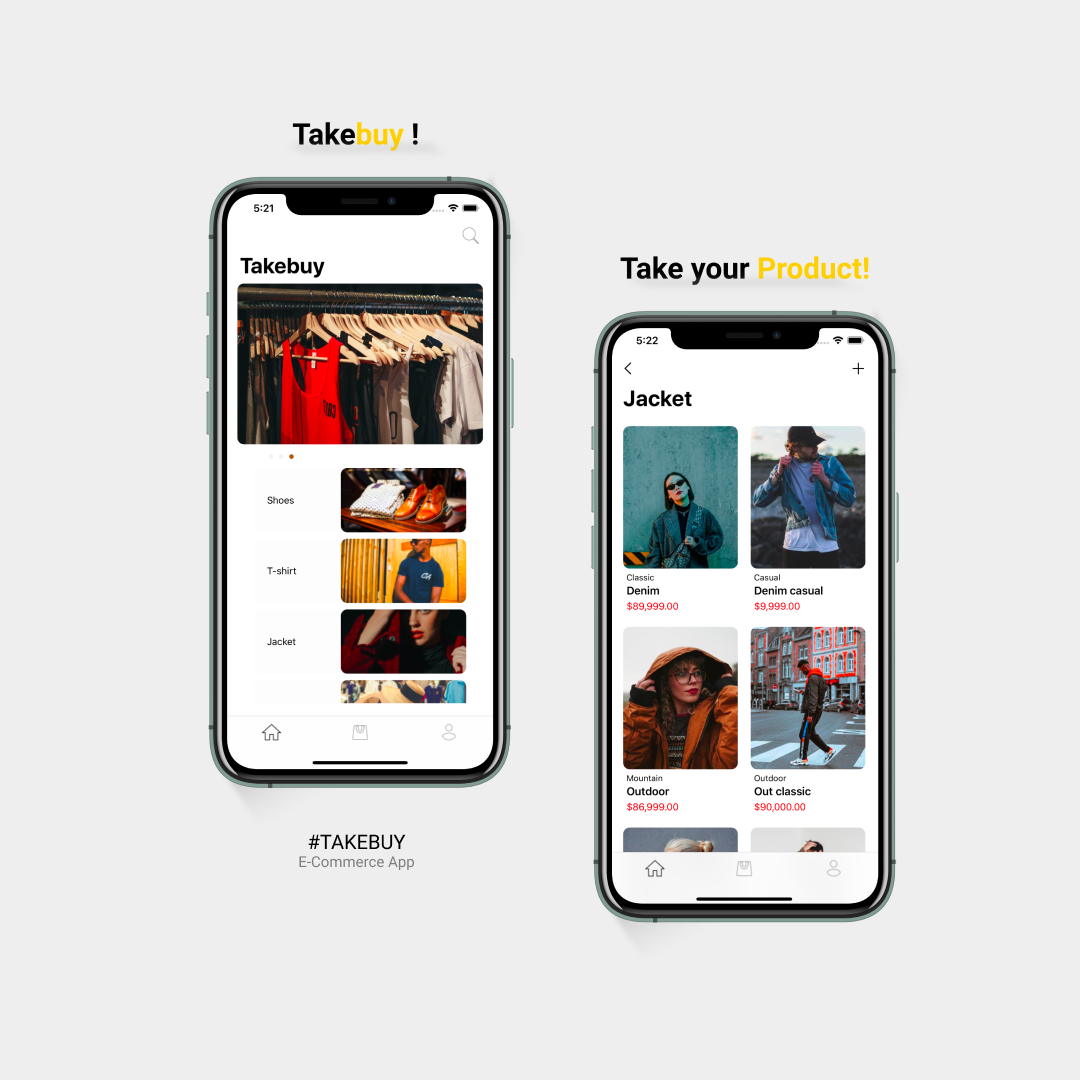 Takebuy !
5:21
Takebuy
Shoes
T-shirt
Jacket
#TAKEBUY
E-Commerce App
Take your Product!
5:22
Jacket
Classic
Denim
$89,999.00
Casual
Denim casual
$9,999.00
Mountain
Outdoor
$86,999.00
Outdoor
Out classic
$90,000.00